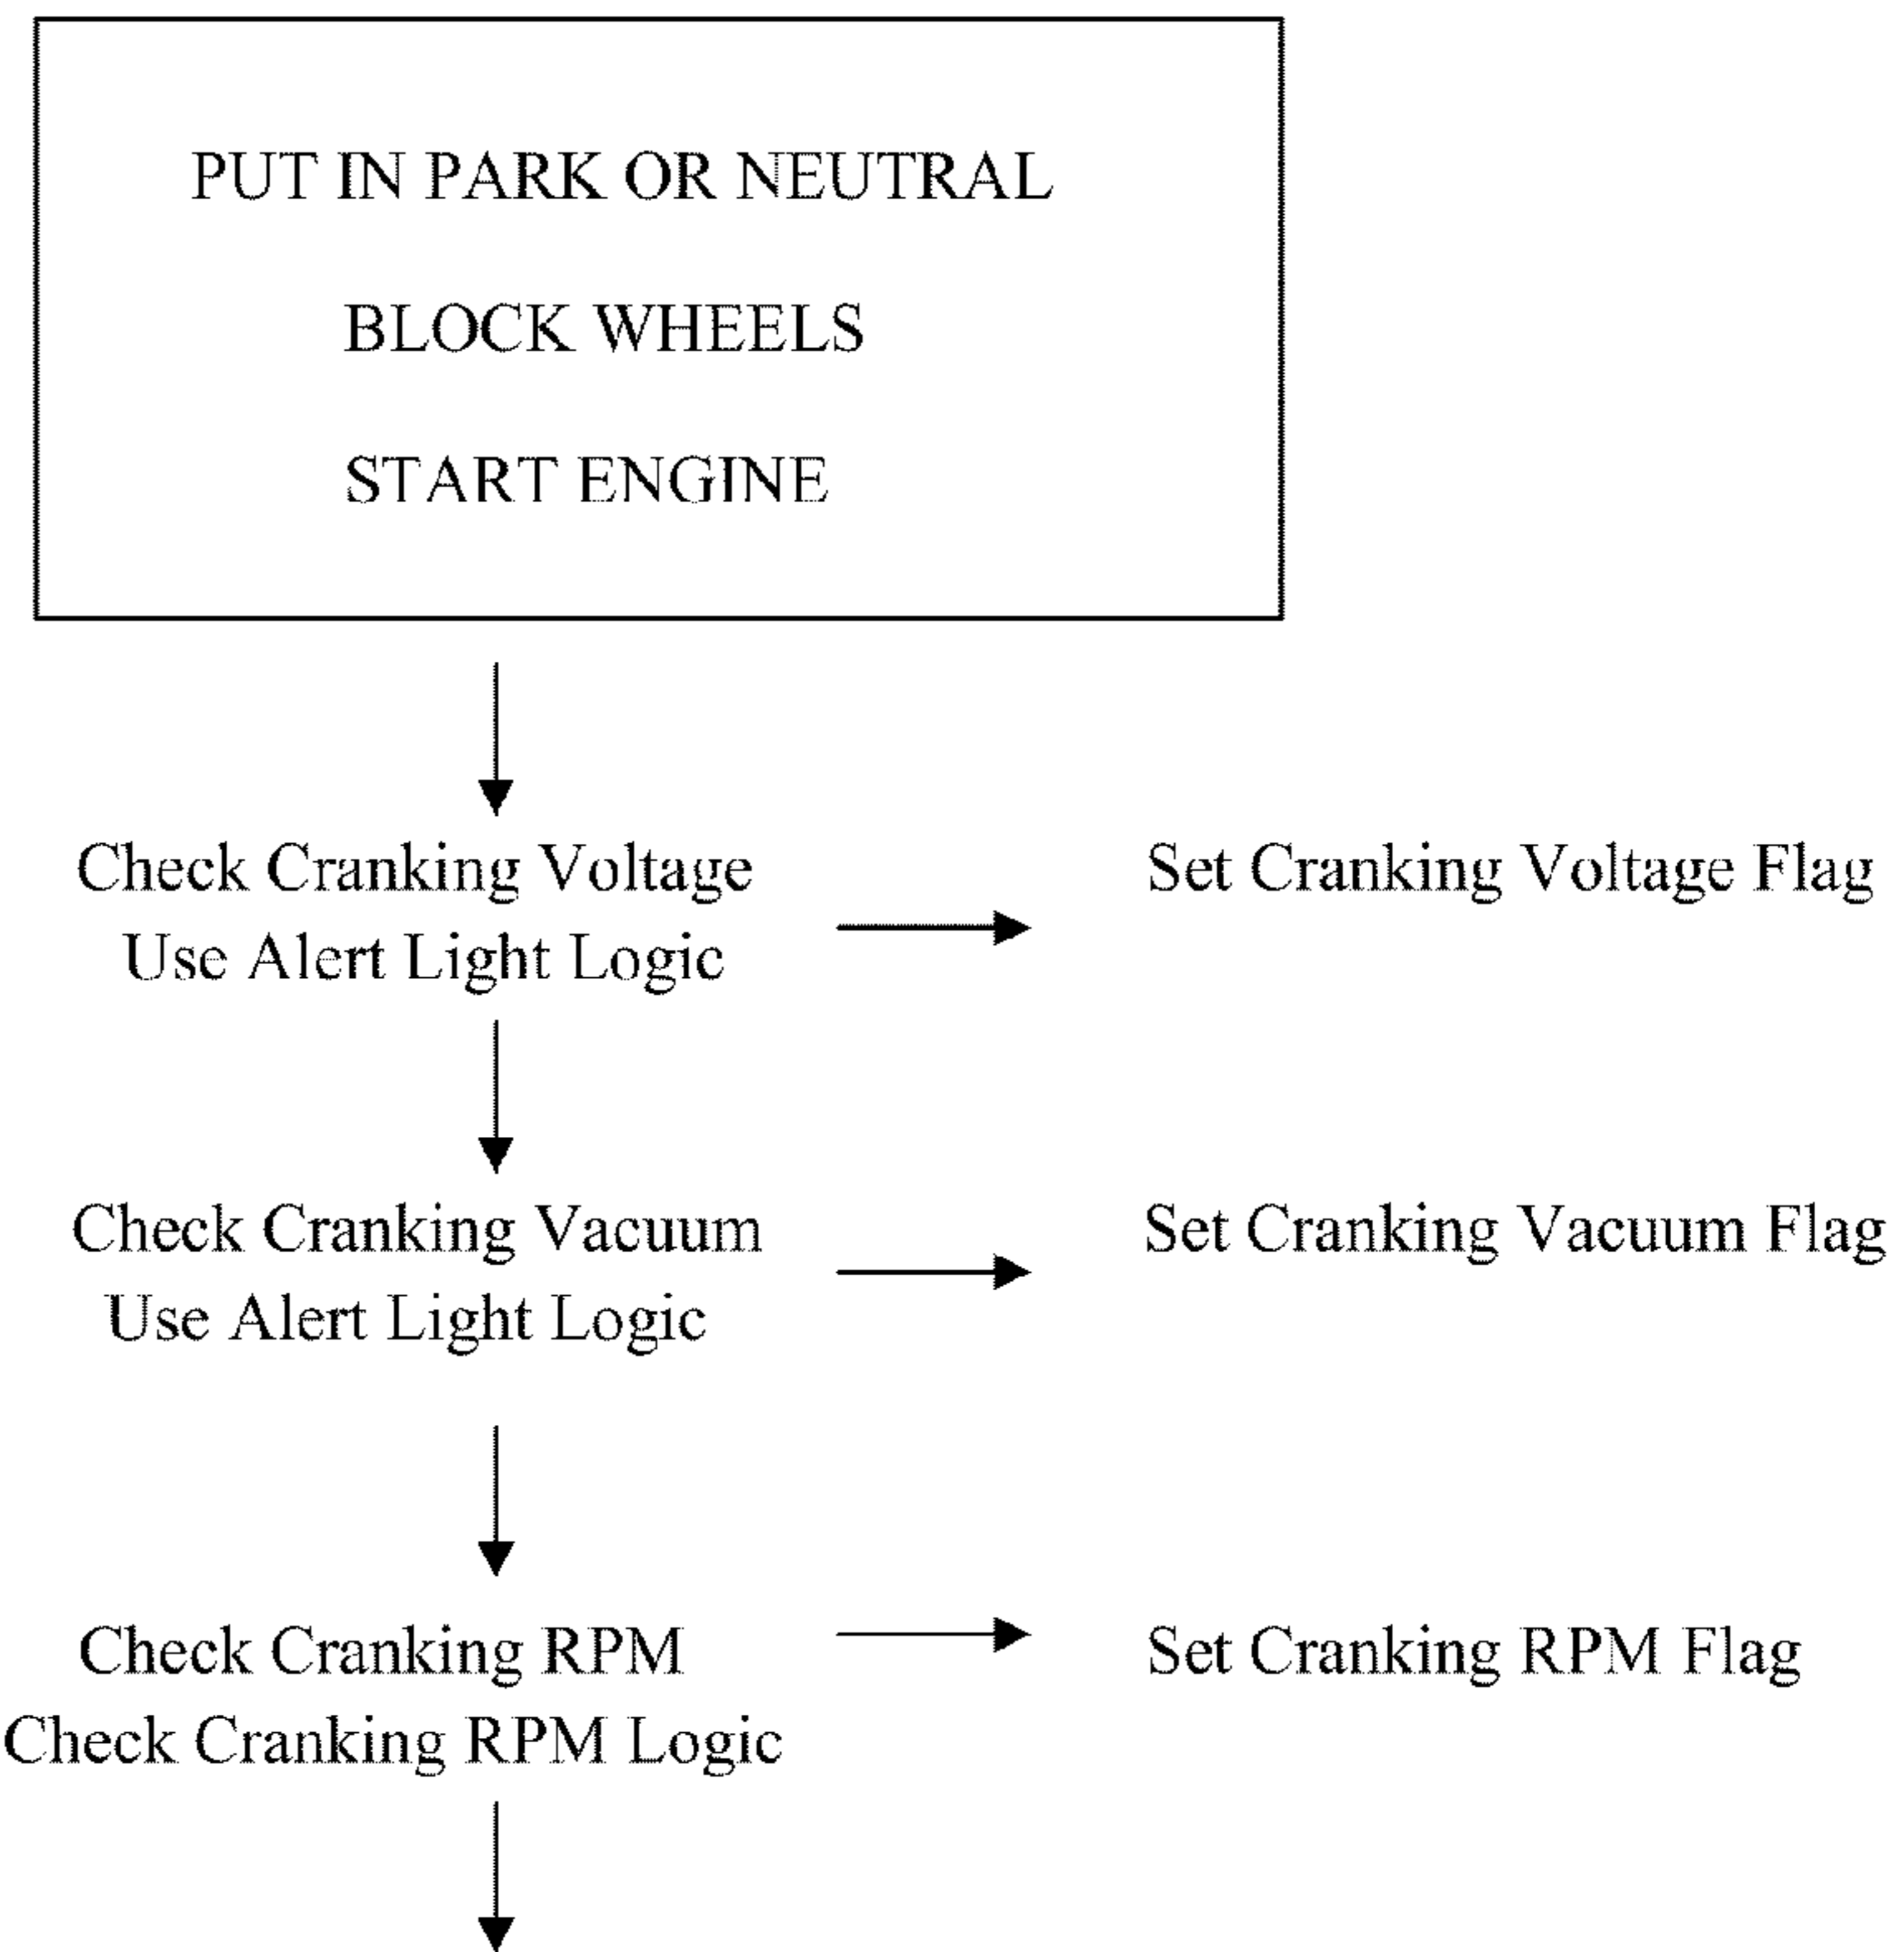 PUT IN PARK OR NEUTRAL
BLOCK WHEELS
START ENGINE
Check Cranking Voltage
Use Alert Light Logic
Set Cranking Voltage Flag
Check Cranking Vacuum
Use Alert Light Logic
Set Cranking Vacuum Flag
Check Cranking RPM
Check Cranking RPM Logic
Set Cranking RPM Flag